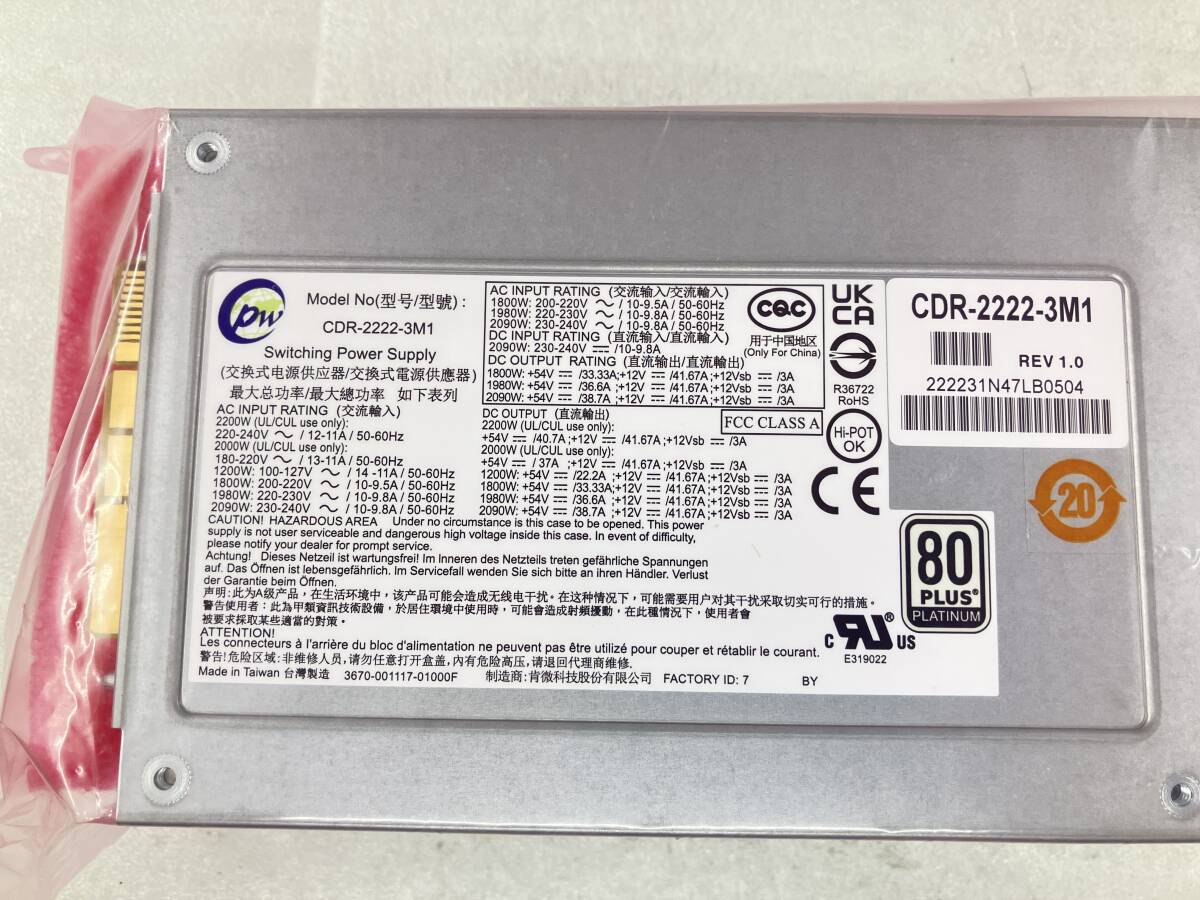 pw
Model No(型号/型號) :
CDR-2222-3M1
Switching Power Supply
(交换式电源供应器/交換式電源供應器)
最大总功率/最大總功率 如下表列
AC INPUT RATING (交流輸入)
2200W (UL/CUL use only):
220-240V ～ / 12-11A / 50-60Hz
2000W (UL/CUL use only):
180-220V ～ / 13-11A / 50-60Hz
1200W: 100-127V ～ / 14 -11A / 50-60Hz
1800W: 200-220V ～ / 10-9.5A / 50-60Hz
1980W: 220-230V ～ / 10-9.8A / 50-60Hz
2090W: 230-240V ～ / 10-9.8A / 50-60Hz
AC INPUT RATING (交流输入/交流輸入)
1800W: 200-220V ～ / 10-9.5A / 50-60Hz
1980W: 220-230V ～ / 10-9.8A / 50-60Hz
2090W: 230-240V ～ / 10-9.8A / 50-60Hz
DC INPUT RATING (直流输入/直流輸入)
2090W: 230-240V ⎓ /10-9.8A
DC OUTPUT RATING (直流输出/直流輸出)
1800W: +54V ⎓ /33.33A;+12V ⎓ /41.67A;+12Vsb ⎓ /3A
1980W: +54V ⎓ /36.6A ;+12V ⎓ /41.67A ;+12Vsb ⎓ /3A
2090W: +54V ⎓ /38.7A ;+12V ⎓ /41.67A ;+12Vsb ⎓ /3A
CQC
用于中国地区
(Only For China)
DC OUTPUT (直流輸出)
FCC CLASS A
2200W (UL/CUL use only):
+54V ⎓ /40.7A ;+12V ⎓ /41.67A ;+12Vsb ⎓ /3A
2000W (UL/CUL use only):
+54V ⎓ / 37A ;+12V ⎓ /41.67A ;+12Vsb ⎓ /3A
1200W: +54V ⎓ /22.2A ;+12V ⎓ /41.67A ;+12Vsb ⎓ /3A
1800W: +54V ⎓ /33.33A;+12V ⎓ /41.67A ;+12Vsb ⎓ /3A
1980W: +54V ⎓ /36.6A ;+12V ⎓ /41.67A ;+12Vsb ⎓ /3A
2090W: +54V ⎓ /38.7A ;+12V ⎓ /41.67A ;+12Vsb ⎓ /3A
UK
CA
R36722
RoHS
Hi-POT
OK
CE
CDR-2222-3M1
REV 1.0
222231N47LB0504
20
80
PLUS®
PLATINUM
CAUTION! HAZARDOUS AREA Under no circumstance is this case to be opened. This power
supply is not user serviceable and dangerous high voltage inside this case. In event of difficulty,
please notify your dealer for prompt service.
Achtung! Dieses Netzeil ist wartungsfrei! Im Inneren des Netzteils treten gefährliche Spannungen
auf. Das Öffnen ist lebensgefährlich. Im Servicefall wenden Sie sich bitte an ihren Händler. Verlust
der Garantie beim Öffnen.
声明:此为A级产品，在生活环境中，该产品可能会造成无线电干扰。在这种情况下，可能需要用户对其干扰采取切实可行的措施。
警告使用者：此為甲類資訊技術設備，於居住環境中使用時，可能會造成射頻擾動，在此種情況下，使用者會
被要求採取某些適當的對策。
ATTENTION!
Les connecteurs à l'arrière du bloc d'alimentation ne peuvent pas être utilizé pour couper et rétablir le courant.
警告!危险区域:非维修人员,请勿任意打开盒盖,內有危险高压,请退回代理商维修.
Made in Taiwan 台灣製造 3670-001117-01000F 制造商:肯微科技股份有限公司 FACTORY ID: 7 BY
c RU ® US
E319022